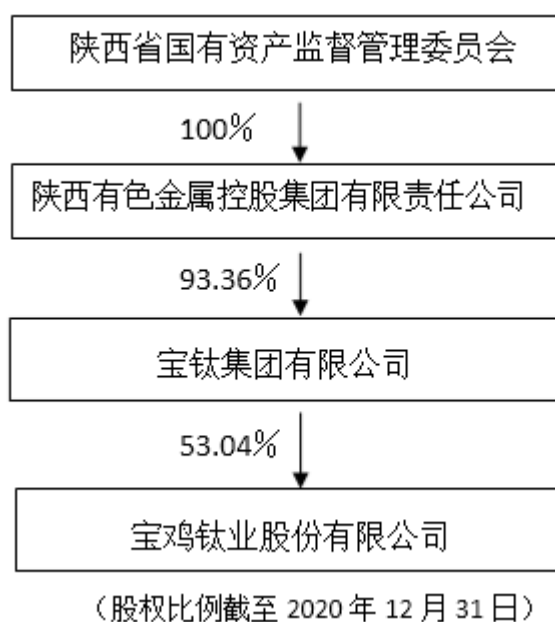 陕西省国有资产监督管理委员会
100%
陕西有色金属控股集团有限责任公司
93.36%
宝钛集团有限公司
53.04%
宝鸡钛业股份有限公司
（股权比例截至 2020 年 12 月 31 日）